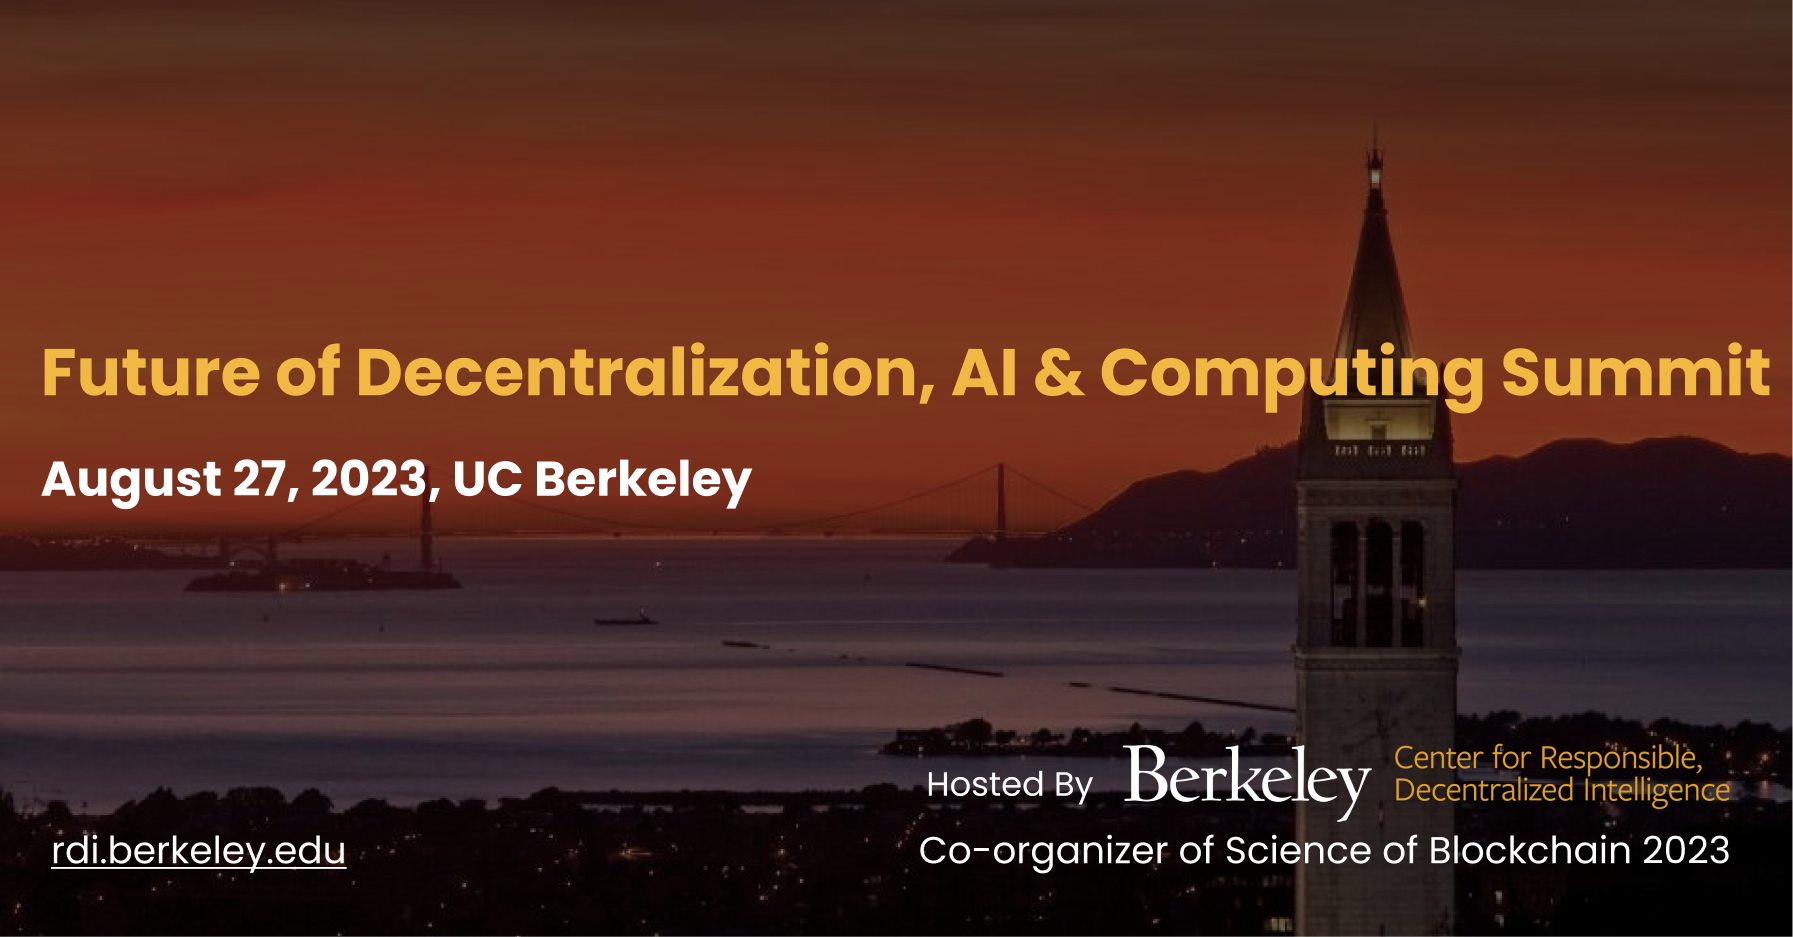 Future of Decentralization, AI & Computing Summit
August 27, 2023, UC Berkeley
Hosted By Berkeley Center for Responsible,
Decentralized Intelligence
rdi.berkeley.edu
Co-organizer of Science of Blockchain 2023